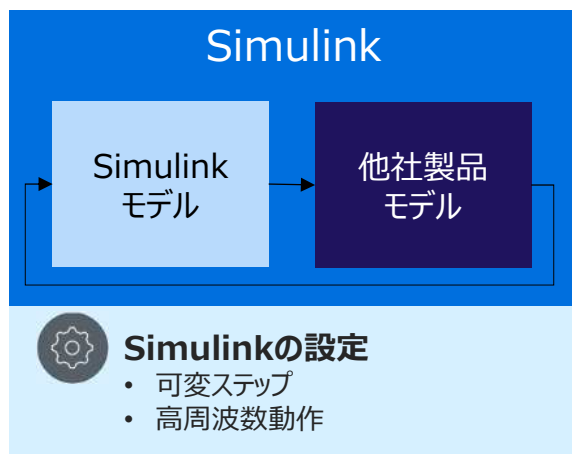 Simulink
Simulink
モデル
他社製品
モデル
Simulinkの設定
• 可変ステップ
• 高周波数動作